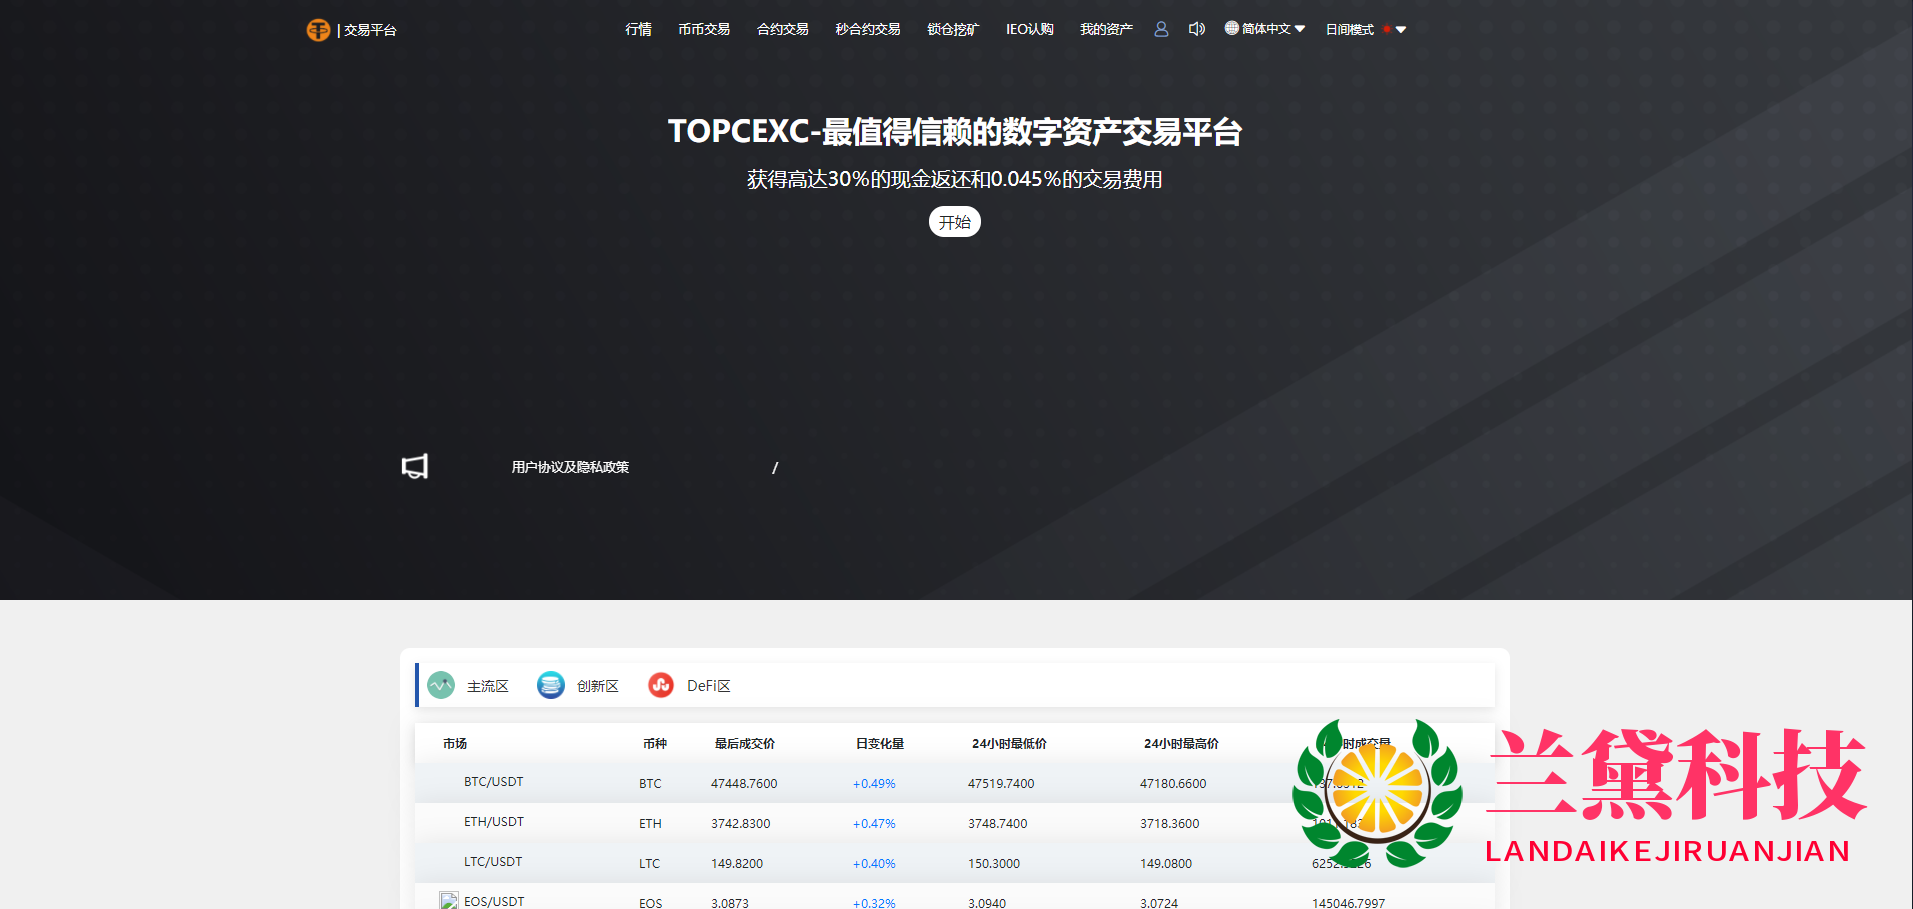 | 交易平台 行情 币币交易 合约交易 秒合约交易 锁仓挖矿 IEO认购 我的资产 简体中文 日间模式
TOPCEXC-最值得信赖的数字资产交易平台
获得高达30%的现金返还和0.045%的交易费用
开始
用户协议及隐私政策 /
主流区 创新区 DeFi区
市场 币种 最后成交价 日变化量 24小时最低价 24小时最高价 时成交量
BTC/USDT BTC 47448.7600 +0.49% 47519.7400 47180.6600
ETH/USDT ETH 3742.8300 +0.47% 3748.7400 3718.3600
LTC/USDT LTC 149.8200 +0.40% 150.3000 149.0800
EOS/USDT EOS 3.0873 +0.32% 3.0940 3.0724 145046.7997
兰黛科技
LANDAIKEJIRUANJIAN